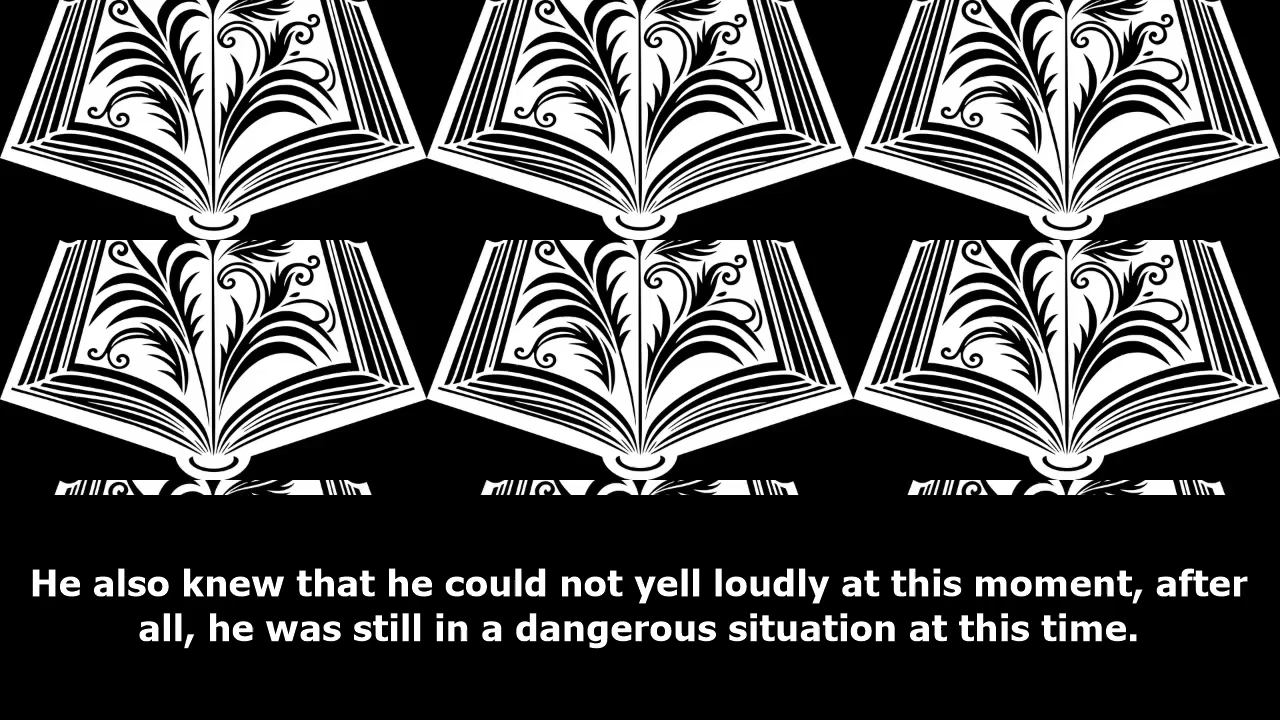 He also knew that he could not yell loudly at this moment, after
all, he was still in a dangerous situation at this time.